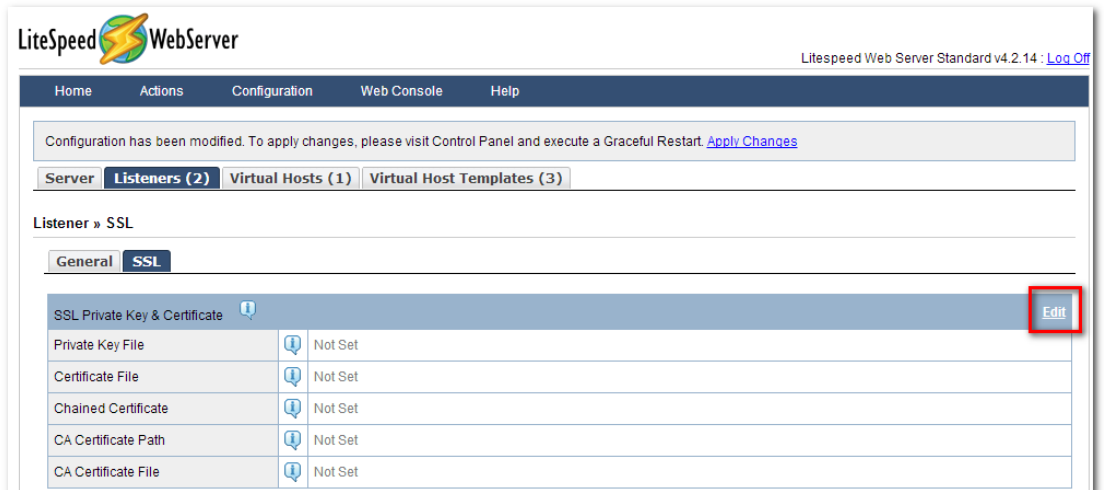 LiteSpeed WebServer
Litespeed Web Server Standard v4.2.14 : Log Off
Home Actions Configuration Web Console Help
Configuration has been modified. To apply changes, please visit Control Panel and execute a Graceful Restart. Apply Changes
Server Listeners (2) Virtual Hosts (1) Virtual Host Templates (3)
Listener » SSL
General SSL
SSL Private Key & Certificate Edit
Private Key File Not Set
Certificate File Not Set
Chained Certificate Not Set
CA Certificate Path Not Set
CA Certificate File Not Set